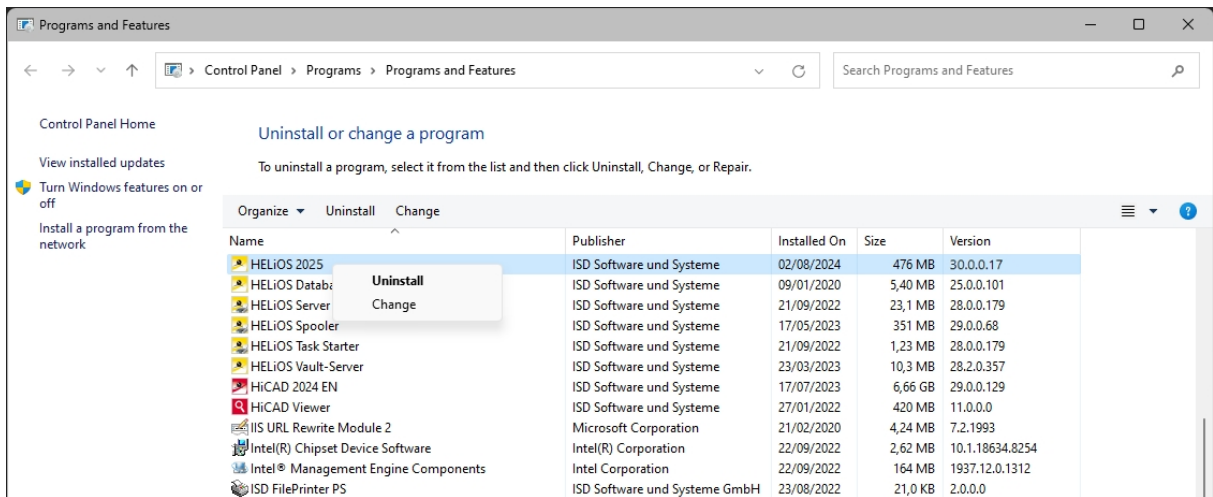 Programs and Features
Control Panel > Programs > Programs and Features
Search Programs and Features
Control Panel Home
View installed updates
Turn Windows features on or
off
Install a program from the
network
Uninstall or change a program
To uninstall a program, select it from the list and then click Uninstall, Change, or Repair.
Organize Uninstall Change
Name Publisher Installed On Size Version
HELiOS 2025 ISD Software und Systeme 02/08/2024 476 MB 30.0.0.17
HELiOS Databa ISD Software und Systeme 09/01/2020 5,40 MB 25.0.0.101
HELiOS Server ISD Software und Systeme 21/09/2022 23,1 MB 28.0.0.179
HELiOS Spooler ISD Software und Systeme 17/05/2023 351 MB 29.0.0.68
HELiOS Task Starter ISD Software und Systeme 21/09/2022 1,23 MB 28.0.0.179
HELiOS Vault-Server ISD Software und Systeme 23/03/2023 10,3 MB 28.2.0.357
HiCAD 2024 EN ISD Software und Systeme 17/07/2023 6,66 GB 29.0.0.129
HiCAD Viewer ISD Software und Systeme 27/01/2022 420 MB 11.0.0.0
IIS URL Rewrite Module 2 Microsoft Corporation 21/02/2020 4,24 MB 7.2.1993
Intel(R) Chipset Device Software Intel(R) Corporation 22/09/2022 2,62 MB 10.1.18634.8254
Intel® Management Engine Components Intel Corporation 22/09/2022 164 MB 1937.12.0.1312
ISD FilePrinter PS ISD Software und Systeme GmbH 23/08/2022 21,0 KB 2.0.0.0
Uninstall
Change